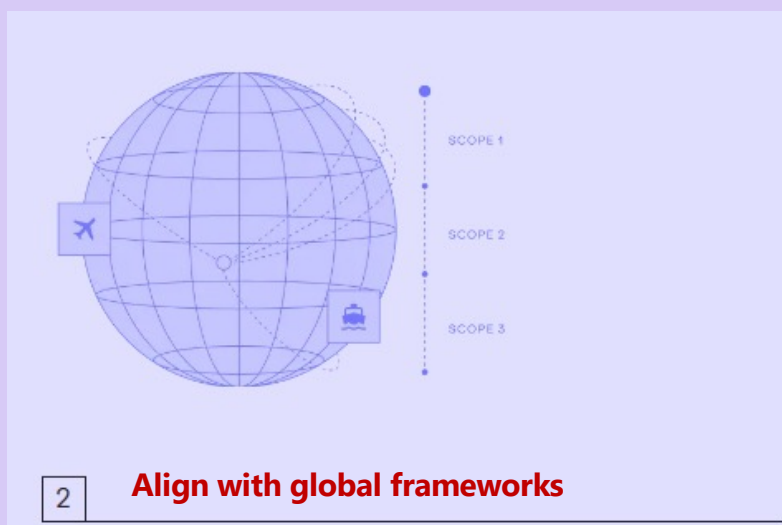 SCOPE 1
SCOPE 2
SCOPE 3
2
Align with global frameworks